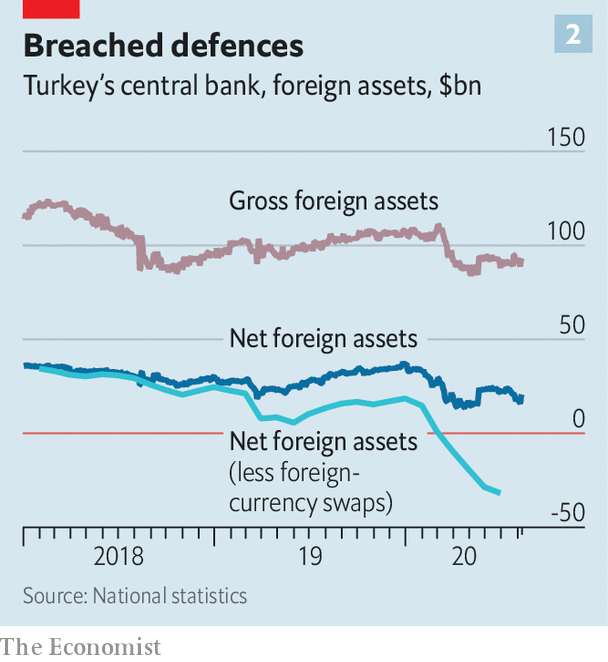 Breached defences
2
Turkey's central bank, foreign assets, $bn
150
Gross foreign assets
100
Net foreign assets
50
0
Net foreign assets
(less foreign-
currency swaps)
-50
2018
19
20
Source: National statistics
The Economist